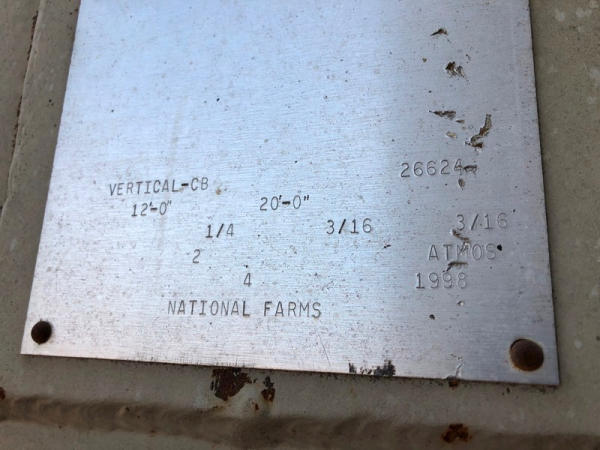 26624
VERTICAL-CB
12'-0" 20'-0"
1/4 3/16 3/16
2 ATMOS
4 1998
NATIONAL FARMS